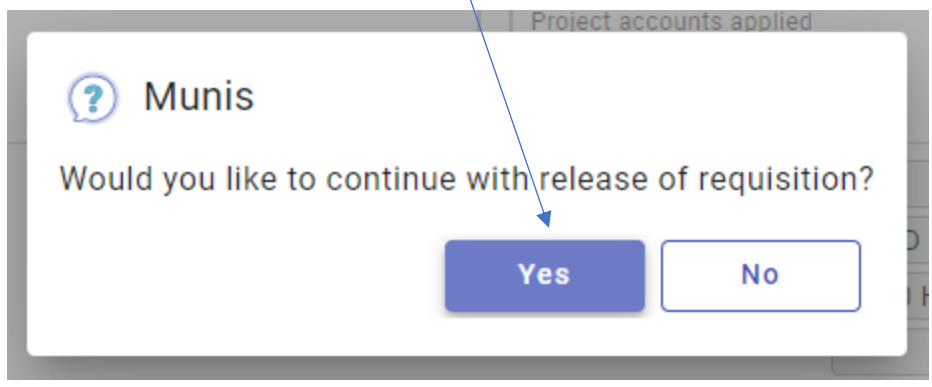 Project accounts applied
Munis
Would you like to continue with release of requisition?
Yes
No